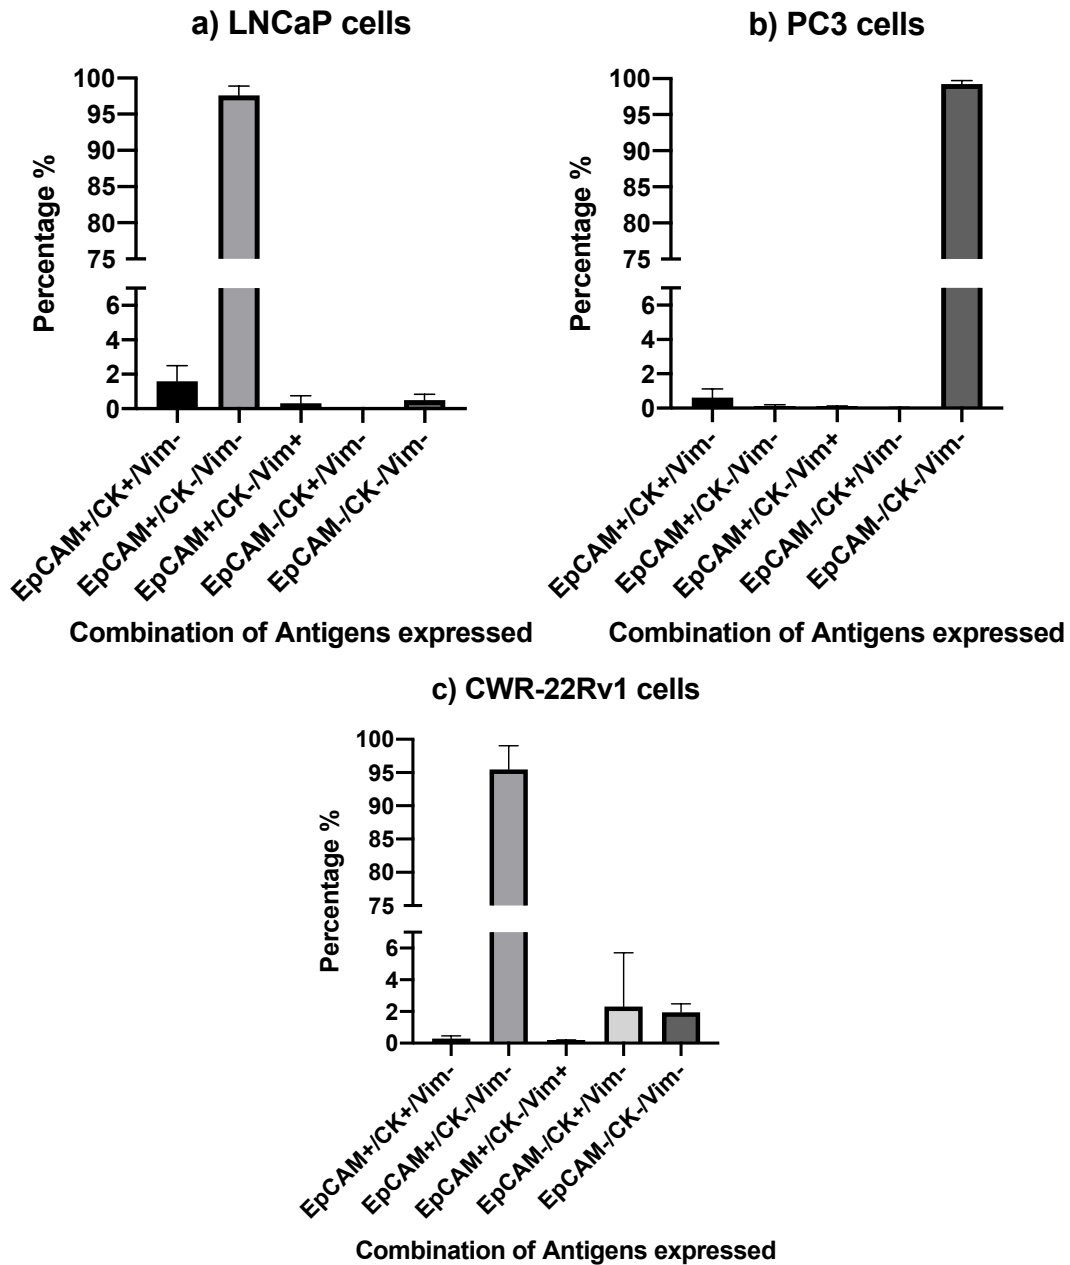 a) LNCaP cells
Percentage %
100
95
90
85
80
75
6
4
2
0
EpCAM+/CK+/Vim-
EpCAM+/CK-/Vim-
EpCAM+/CK-/Vim+
EpCAM-/CK+/Vim-
EpCAM-/CK-/Vim-
Combination of Antigens expressed
b) PC3 cells
Percentage %
100
95
90
85
80
75
6
4
2
0
EpCAM+/CK+/Vim-
EpCAM+/CK-/Vim-
EpCAM+/CK-/Vim+
EpCAM-/CK+/Vim-
EpCAM-/CK-/Vim-
Combination of Antigens expressed
c) CWR-22Rv1 cells
Percentage %
100
95
90
85
80
75
6
4
2
0
EpCAM+/CK+/Vim-
EpCAM+/CK-/Vim-
EpCAM+/CK-/Vim+
EpCAM-/CK+/Vim-
EpCAM-/CK-/Vim-
Combination of Antigens expressed